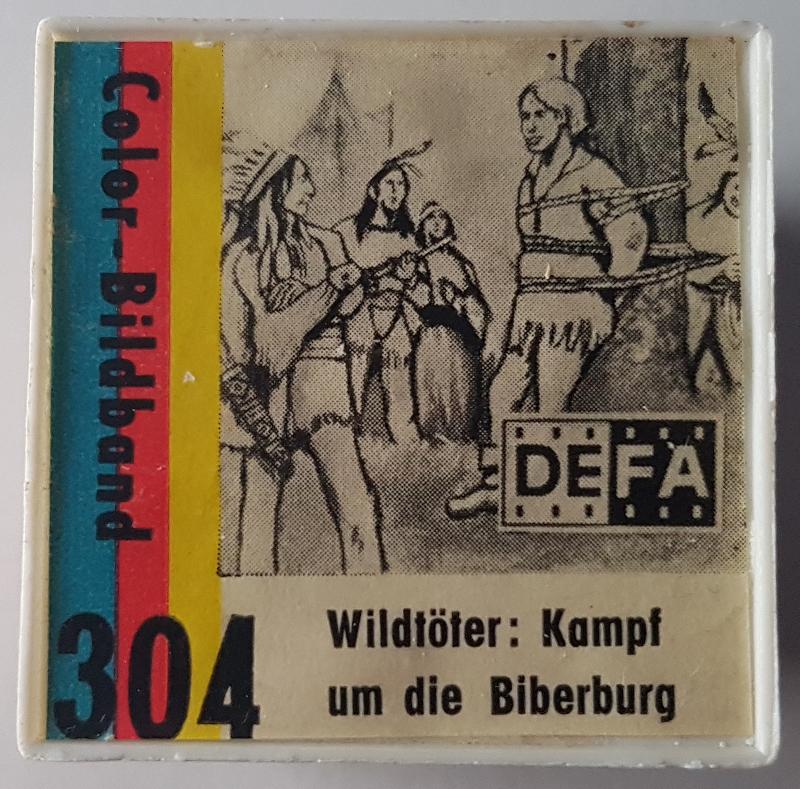 Color-Bildband
DEFA
304
Wildtöter: Kampf
um die Biberburg